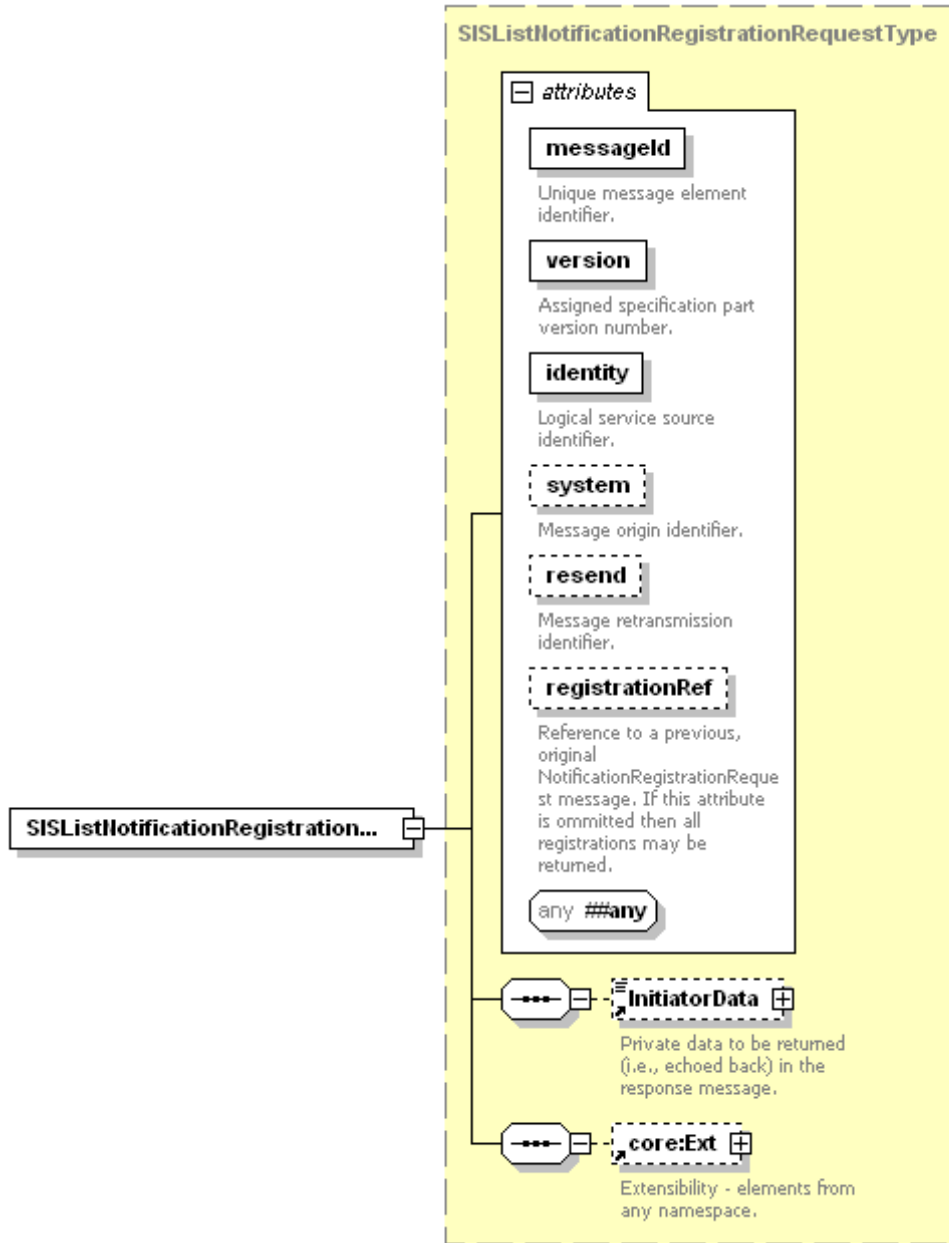 SISListNotificationRegistrationRequestType
attributes
messageId
Unique message element
identifier.
version
Assigned specification part
version number.
identity
Logical service source
identifier.
system
Message origin identifier.
resend
Message retransmission
identifier.
registrationRef
Reference to a previous,
original
NotificationRegistrationReque
st message. If this attribute
is ommitted then all
registrations may be
returned.
SISListNotificationRegistration...
any ##any
InitiatorData
Private data to be returned
(i.e., echoed back) in the
response message.
core:Ext
Extensibility - elements from
any namespace.